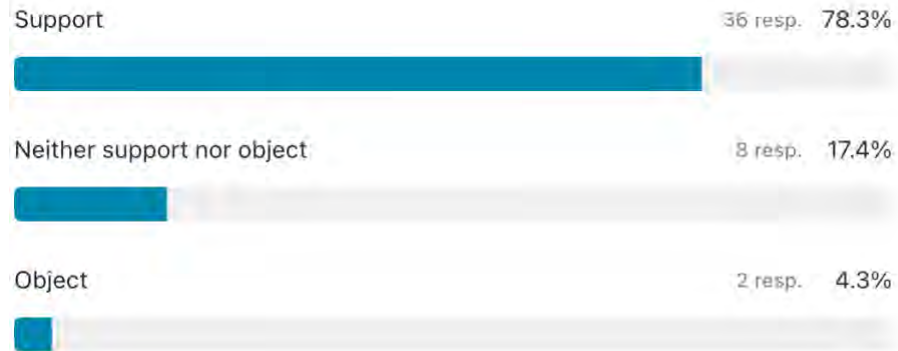 Support 36 resp. 78.3%
Neither support nor object 8 resp. 17.4%
Object 2 resp. 4.3%